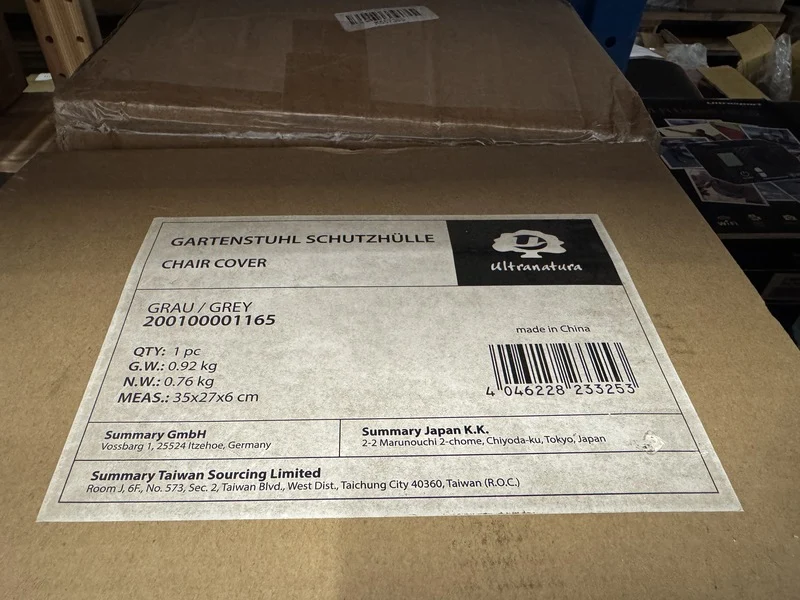 GARTENSTUHL SCHUTZHÜLLE
CHAIR COVER
ultranatura
GRAU / GREY
200100001165
made in China
QTY: 1 pc
G.W.: 0.92 kg
N.W.: 0.76 kg
MEAS.: 35x27x6 cm
4 046228 233253
Summary GmbH
Vossbarg 1, 25524 Itzehoe, Germany
Summary Japan K.K.
2-2 Marunouchi 2-chome, Chiyoda-ku, Tokyo, Japan
Summary Taiwan Sourcing Limited
Room J, 6F., No. 573, Sec. 2, Taiwan Blvd., West Dist., Taichung City 40360, Taiwan (R.O.C.)
WiFi